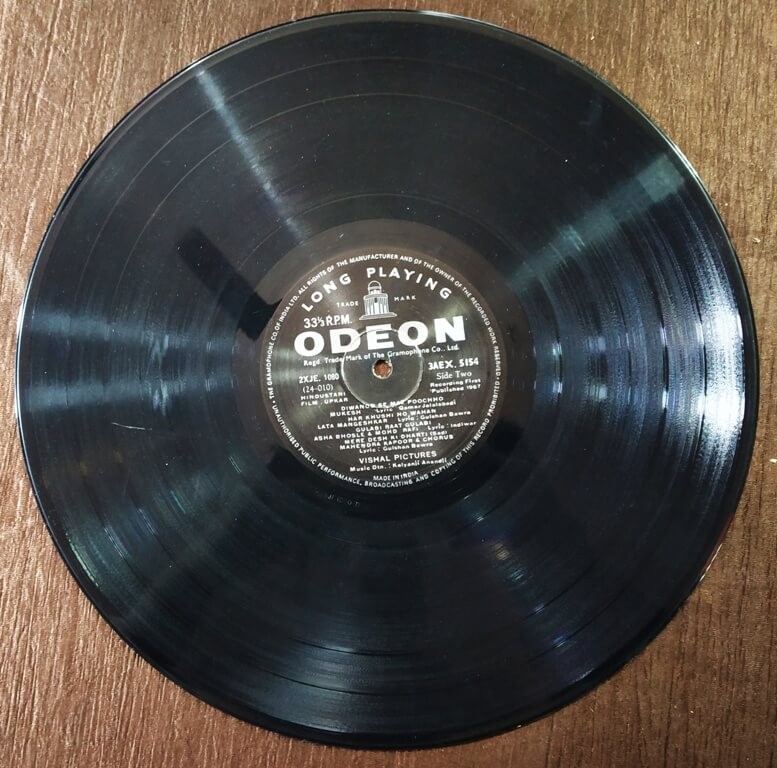 THE GRAMOPHONE CO. OF INDIA LTD. ALL RIGHTS OF THE MANUFACTURER AND OF THE OWNER OF THE RECORDED WORK RESERVED
UNAUTHORISED PUBLIC PERFORMANCE, BROADCASTING AND COPYING OF THIS RECORD PROHIBITED
LONG PLAYING
TRADE MARK
33⅓ R.P.M.
ODEON
Regd. Trade Mark of The Gramophone Co., Ltd.
2XJE. 1080 3AEX. 5154
(24-010) Side Two
HINDUSTANI Recording First
FILM UPKAR Published 1967
DIWANON SE MAT POOCHHO
MUKESH Lyric : Qamar Jalalabadi
HAR KHUSHI HO WAHAN
LATA MANGESHKAR Lyric : Gulshan Bawra
GULABI RAAT GULABI
ASHA BHOSLE & MOHD RAFI Lyric : Indiwar
MERE DESH KI DHARTI (Sad)
MAHENDRA KAPOOR & CHORUS
Lyric : Gulshan Bawra
VISHAL PICTURES
Music Dtn. : Kalyanji Anandji
MADE IN INDIA